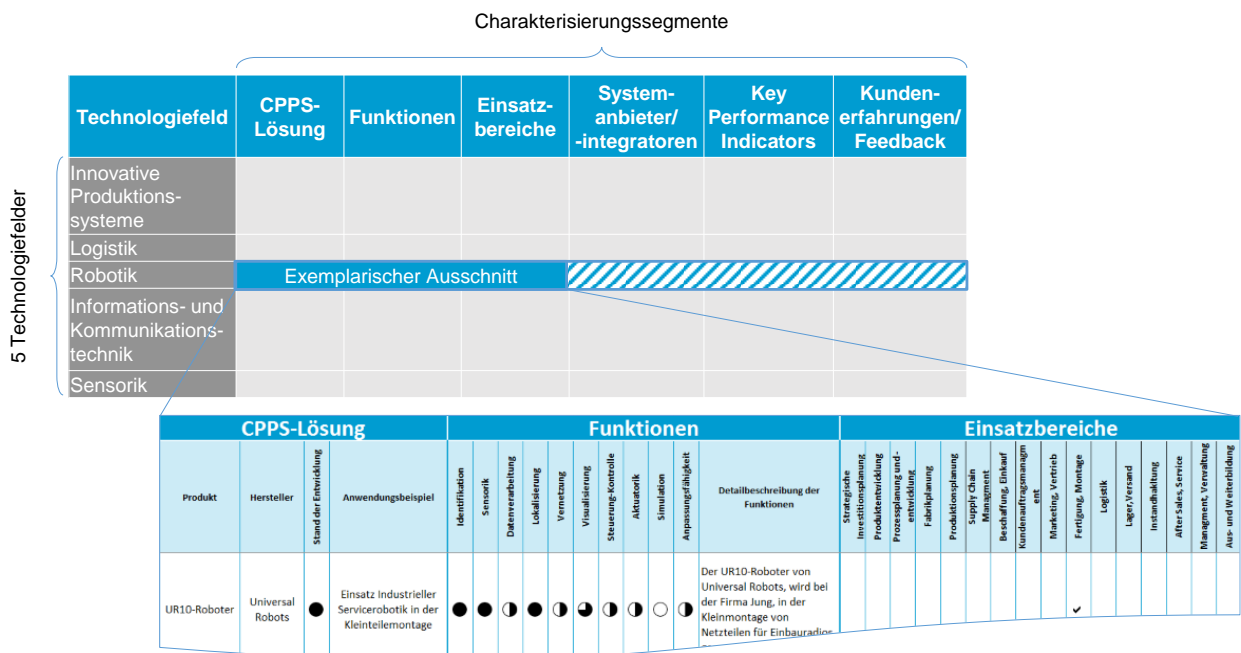 Charakterisierungssegmente
Technologiefeld
CPPS-
Lösung
Funktionen
Einsatz-
bereiche
System-
anbieter/
-integratoren
Key
Performance
Indicators
Kunden-
erfahrungen/
Feedback
5 Technologiefelder
Innovative
Produktions-
systeme
Logistik
Robotik
Exemplarischer Ausschnitt
Informations- und
Kommunikations-
technik
Sensorik
CPPS-Lösung
Funktionen
Einsatzbereiche
Produkt
Hersteller
Stand der Entwicklung
Anwendungsbeispiel
Identifikation
Sensorik
Datenverarbeitung
Lokalisierung
Vernetzung
Visualisierung
Steuerung-Kontrolle
Aktuatorik
Simulation
Anpassungsfähigkeit
Detailbeschreibung der
Funktionen
Strategische
Investitionsplanung
Produktentwicklung
Prozessplanung und -
entwicklung
Fabrikplanung
Produktionsplanung
Supply Chain
Managment
Beschaffung, Einkauf
Kundenauftragsmanagm
ent
Marketing, Vertrieb
Fertigung, Montage
Logistik
Lager, Versand
Instandhakitung
After Sales, Service
Managment, Verwaltung
Aus- und Weiterbildung
UR10-Roboter
Universal
Robots
Einsatz Industrieller
Servicerobotik in der
Kleinteilemontage
Der UR10-Roboter von
Universal Robots, wird bei
der Firma Jung, in der
Kleinmontage von
Netzteilen für Einbauradios